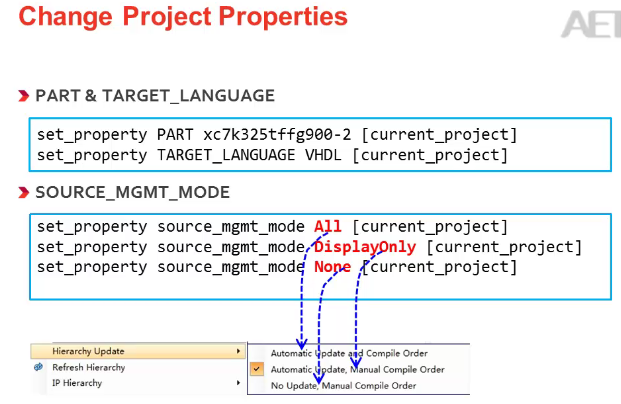 Change Project Properties
AET
PART & TARGET_LANGUAGE
set_property PART xc7k325tffg900-2 [current_project]
set_property TARGET_LANGUAGE VHDL [current_project]
SOURCE_MGMT_MODE
set_property source_mgmt_mode All [current_project]
set_property source_mgmt_mode DisplayOnly [current_project]
set_property source_mgmt_mode None [current_project]
Hierarchy Update
Automatic Update and Compile Order
Refresh Hierarchy
Automatic Update, Manual Compile Order
IP Hierarchy
No Update, Manual Compile Order